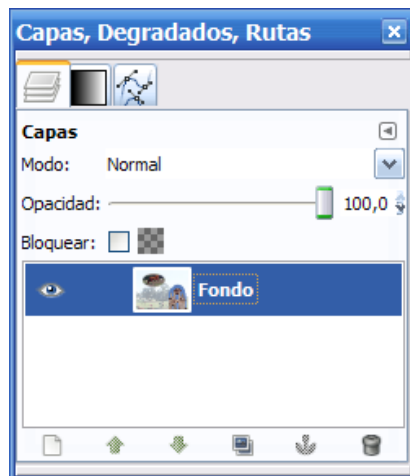 Capas, Degradados, Rutas
Capas
Modo: Normal
Opacidad: 100,0
Bloquear:
Fondo